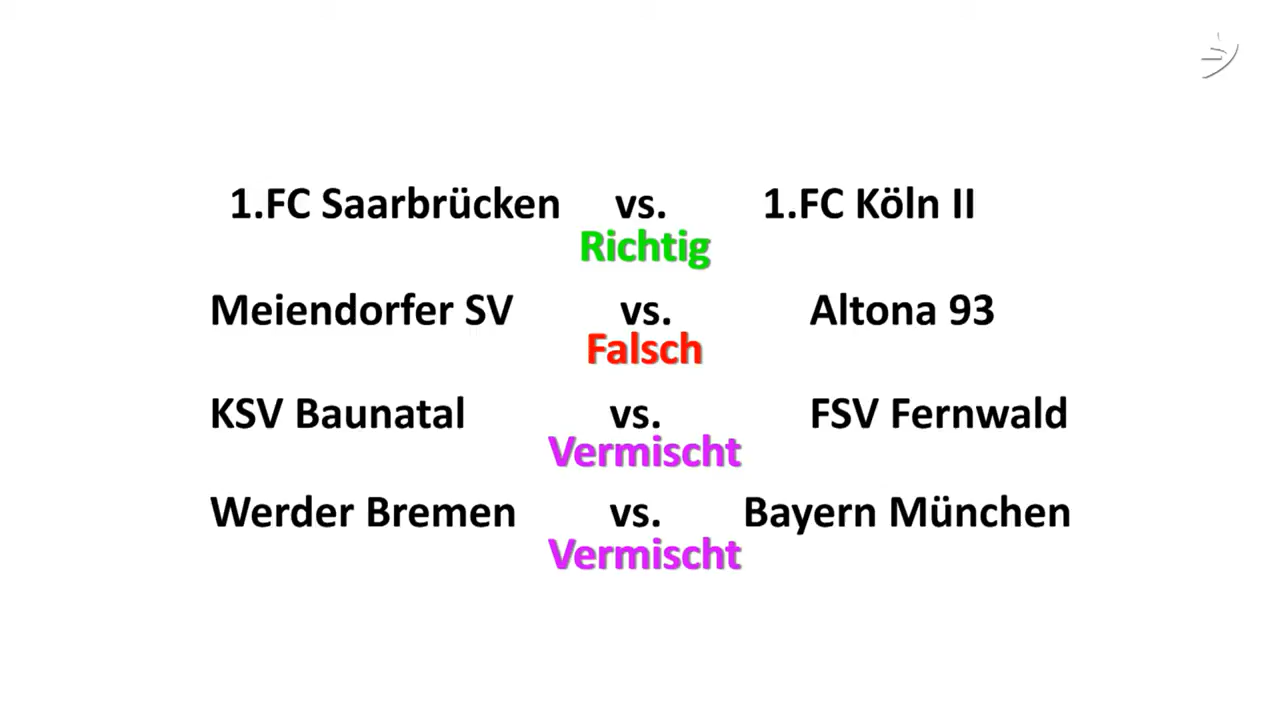 1.FC Saarbrücken vs. 1.FC Köln II
Richtig
Meiendorfer SV vs. Altona 93
Falsch
KSV Baunatal vs. FSV Fernwald
Vermischt
Werder Bremen vs. Bayern München
Vermischt